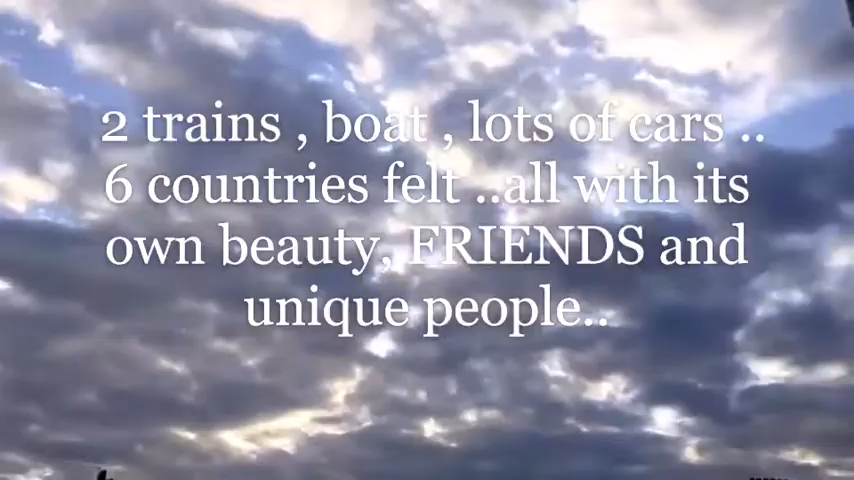 2 trains , boat , lots of cars ..
6 countries felt ..all with its
own beauty, FRIENDS and
unique people..